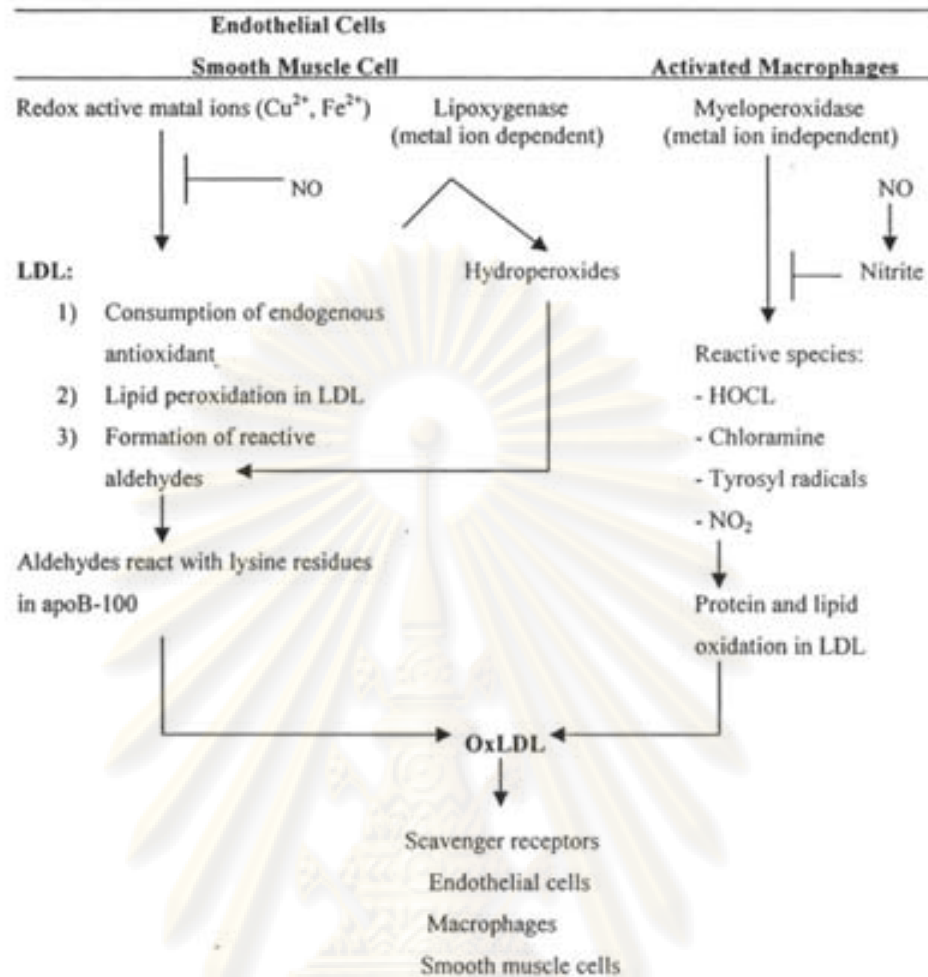 Endothelial Cells
Smooth Muscle Cell
Activated Macrophages
Redox active matal ions (Cu²⁺, Fe²⁺)
Lipoxygenase
(metal ion dependent)
Myeloperoxidase
(metal ion independent)
NO
NO
Nitrite
LDL:
1) Consumption of endogenous
antioxidant
2) Lipid peroxidation in LDL
3) Formation of reactive
aldehydes
Hydroperoxides
Reactive species:
- HOCL
- Chloramine
- Tyrosyl radicals
- NO₂
Aldehydes react with lysine residues
in apoB-100
Protein and lipid
oxidation in LDL
OxLDL
Scavenger receptors
Endothelial cells
Macrophages
Smooth muscle cells